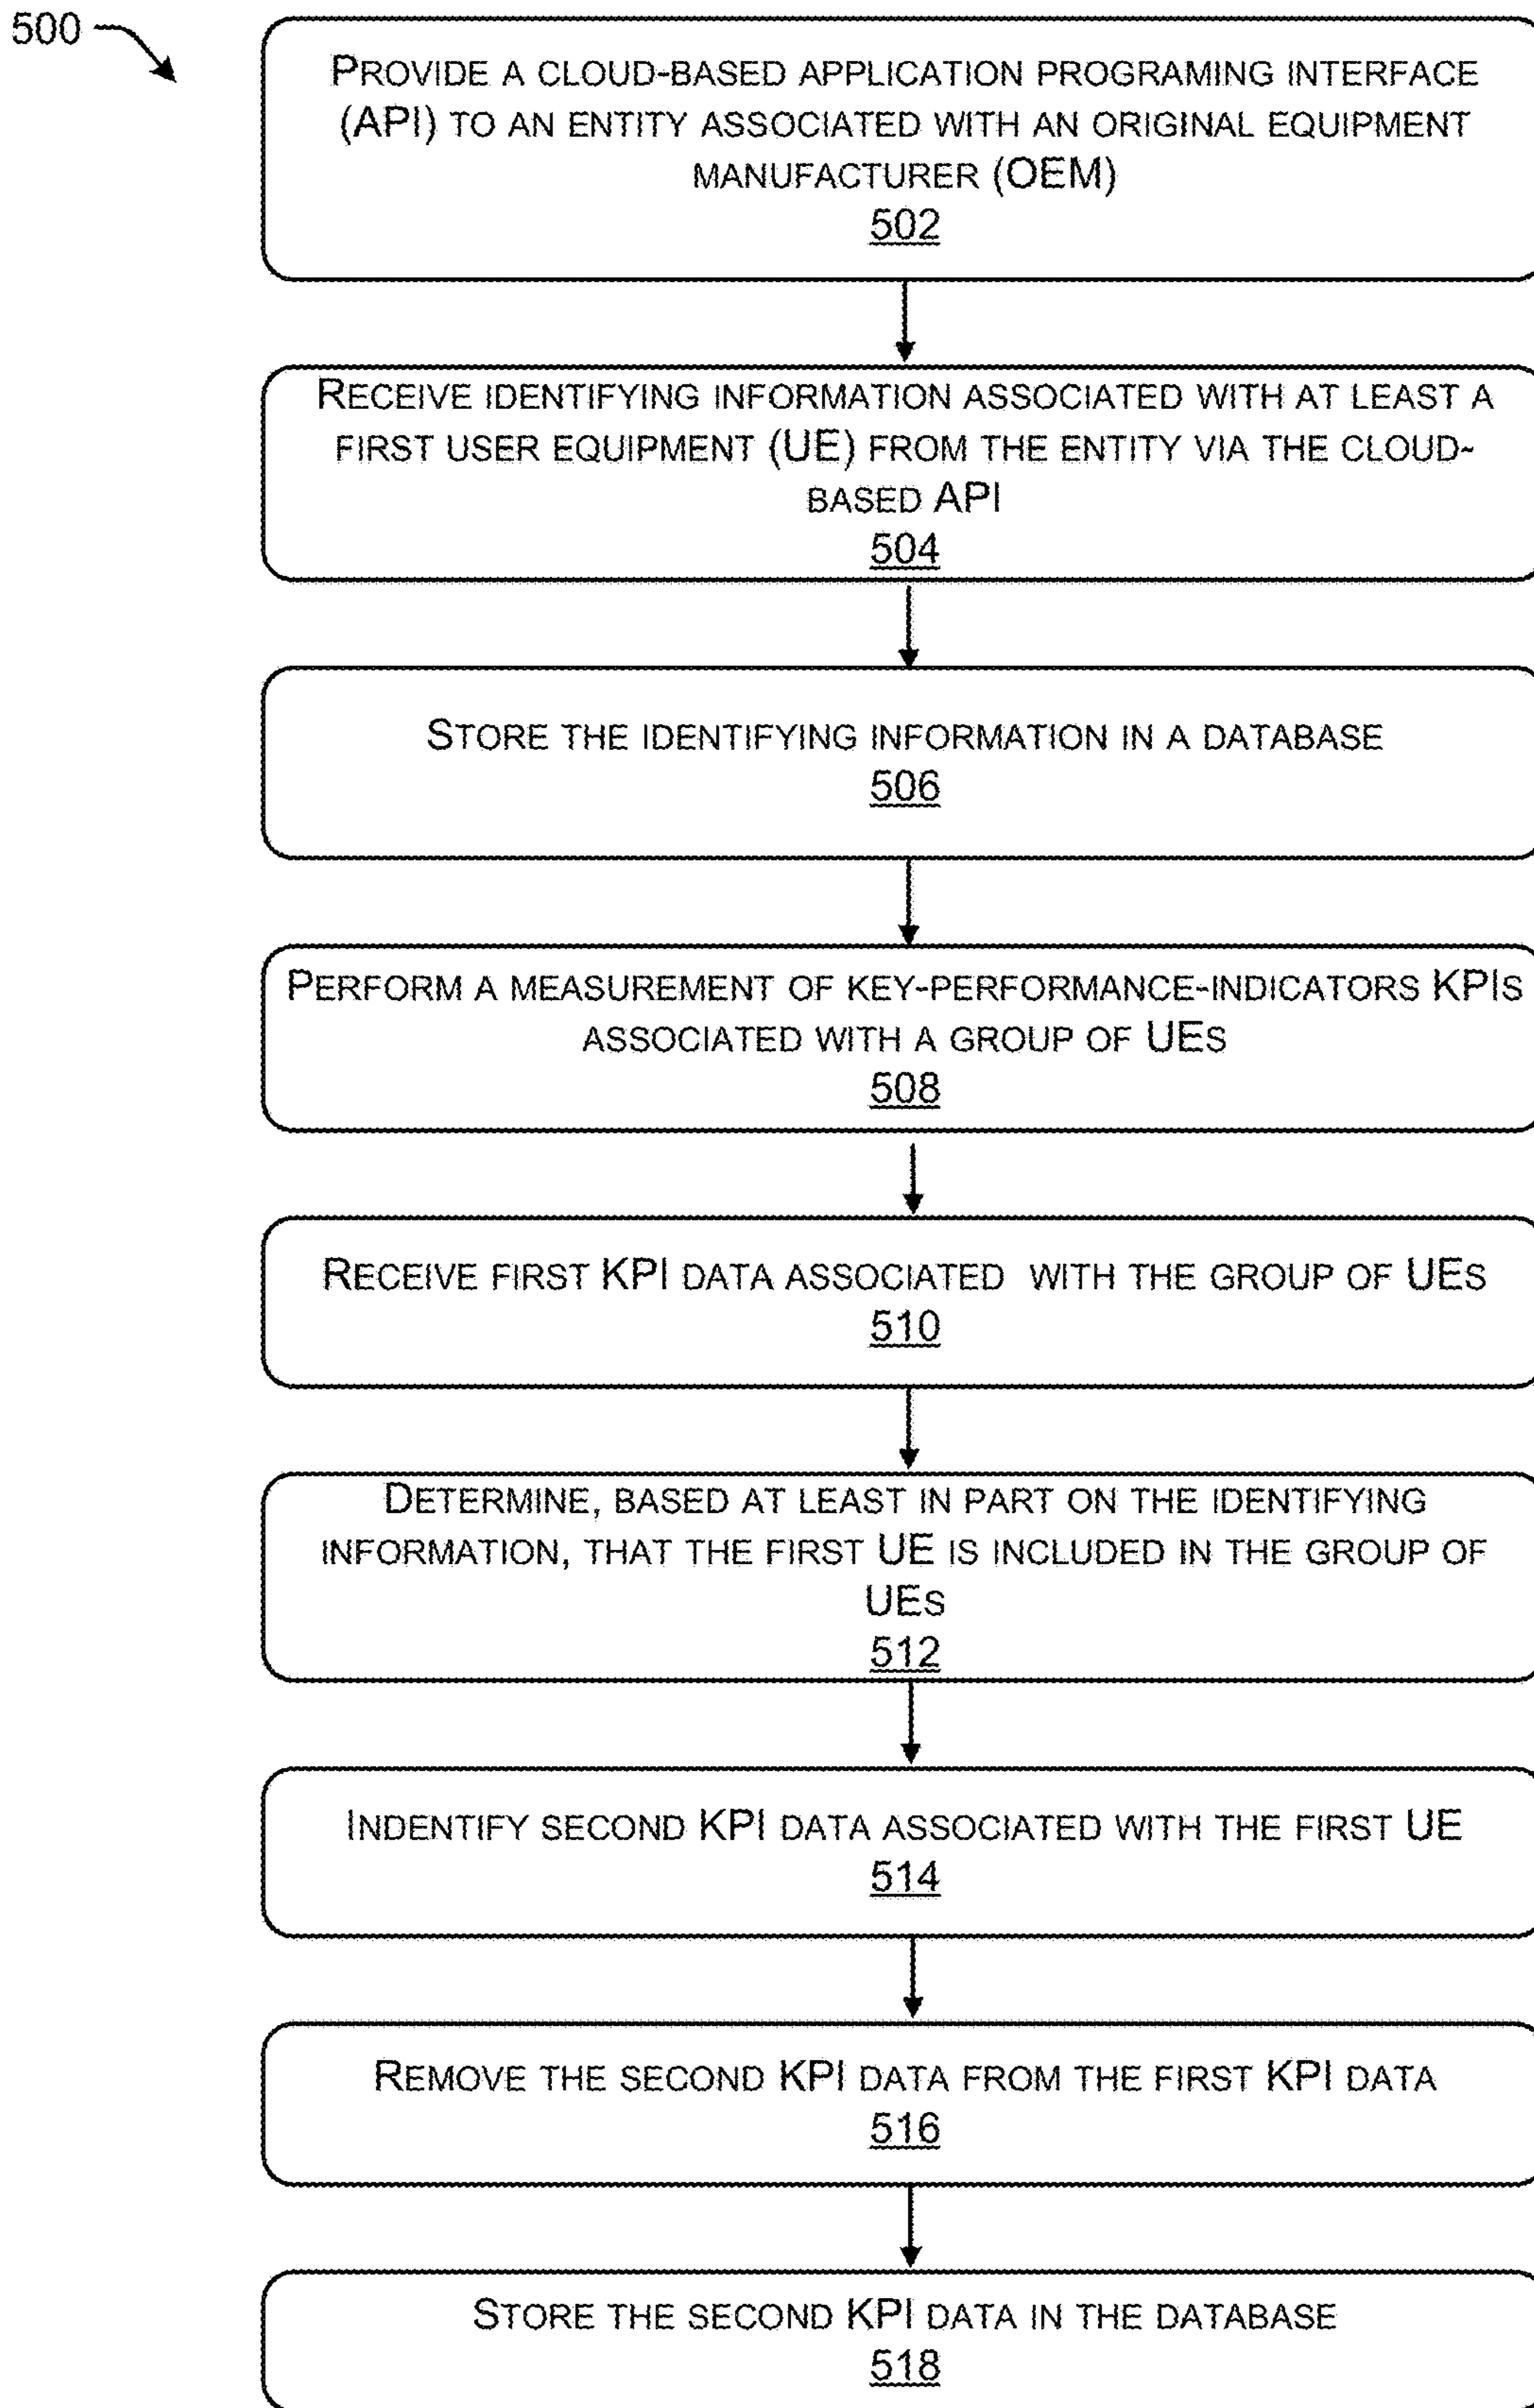 500
PROVIDE A CLOUD-BASED APPLICATION PROGRAMING INTERFACE
(API) TO AN ENTITY ASSOCIATED WITH AN ORIGINAL EQUIPMENT
MANUFACTURER (OEM)
502
RECEIVE IDENTIFYING INFORMATION ASSOCIATED WITH AT LEAST A
FIRST USER EQUIPMENT (UE) FROM THE ENTITY VIA THE CLOUD-
BASED API
504
STORE THE IDENTIFYING INFORMATION IN A DATABASE
506
PERFORM A MEASUREMENT OF KEY-PERFORMANCE-INDICATORS KPIS
ASSOCIATED WITH A GROUP OF UES
508
RECEIVE FIRST KPI DATA ASSOCIATED WITH THE GROUP OF UES
510
DETERMINE, BASED AT LEAST IN PART ON THE IDENTIFYING
INFORMATION, THAT THE FIRST UE IS INCLUDED IN THE GROUP OF
UES
512
INDENTIFY SECOND KPI DATA ASSOCIATED WITH THE FIRST UE
514
REMOVE THE SECOND KPI DATA FROM THE FIRST KPI DATA
516
STORE THE SECOND KPI DATA IN THE DATABASE
518